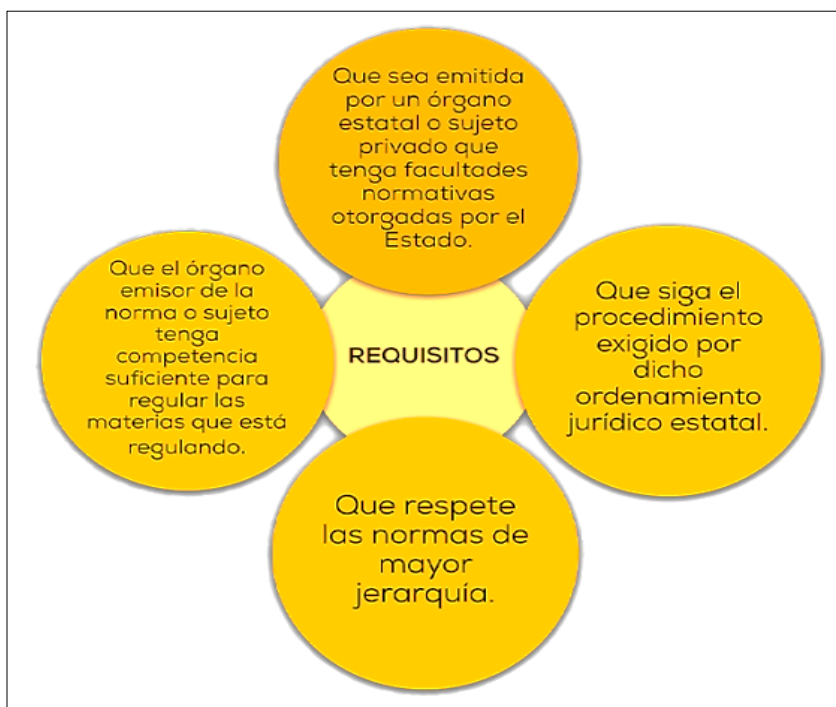 Que sea emitida
por un órgano
estatal o sujeto
privado que
tenga facultades
normativas
otorgadas por el
Estado.
Que el órgano
emisor de la
norma o sujeto
tenga
competencia
suficiente para
regular las
materias que está
regulando.
REQUISITOS
Que siga el
procedimiento
exigido por
dicho
ordenamiento
jurídico estatal.
Que respete
las normas de
mayor
jerarquía.